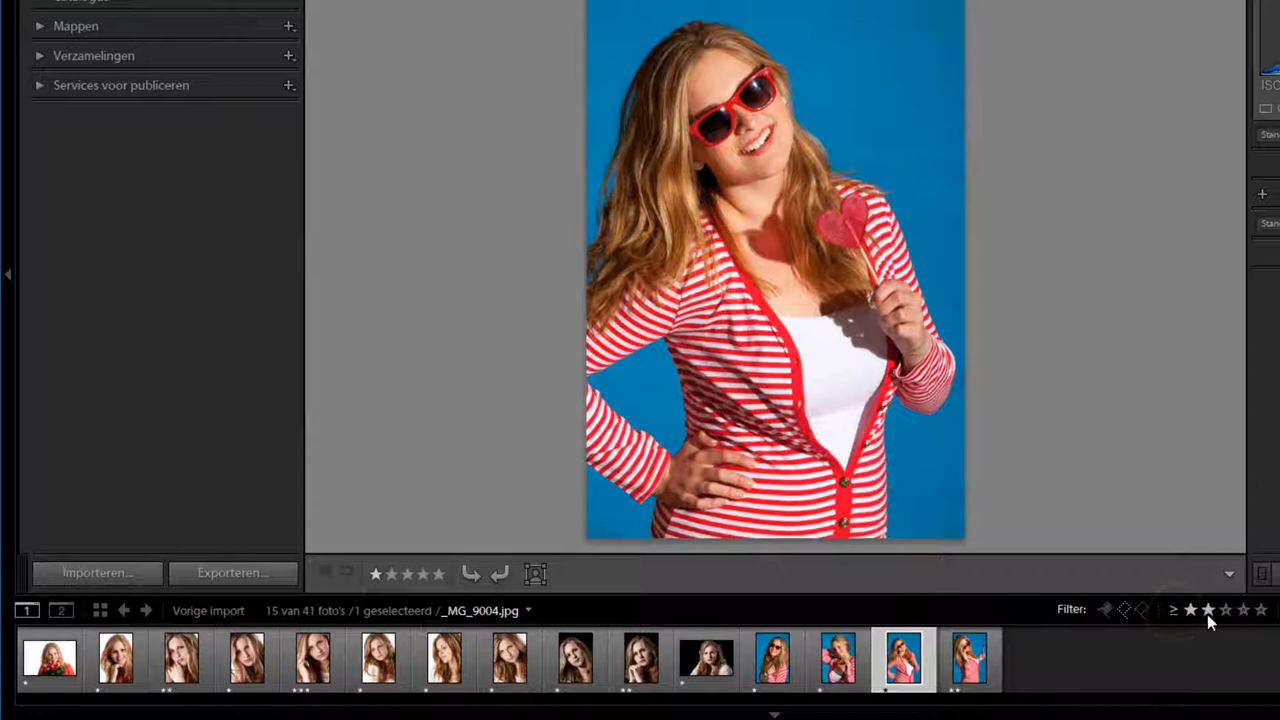 Mappen
Verzamelingen
Services voor publiceren
ISO
Importeren...
Exporteren...
1
2
Vorige import
15 van 41 foto's /1 geselecteerd /_MG_9004.jpg
Filter:
≥